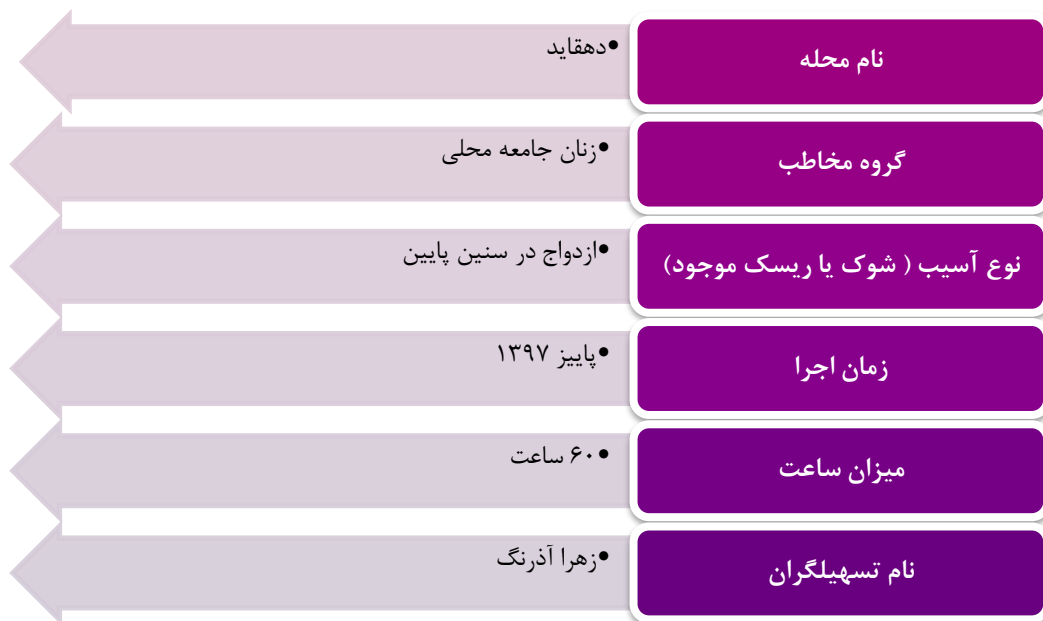 نام محله
•دهقاید
گروه مخاطب
•زنان جامعه محلی
نوع آسیب ( شوک یا ریسک موجود)
•ازدواج در سنین پایین
زمان اجرا
•پاییز ۱۳۹۷
میزان ساعت
•۶۰ ساعت
نام تسهیلگران
•زهرا آذرنگ